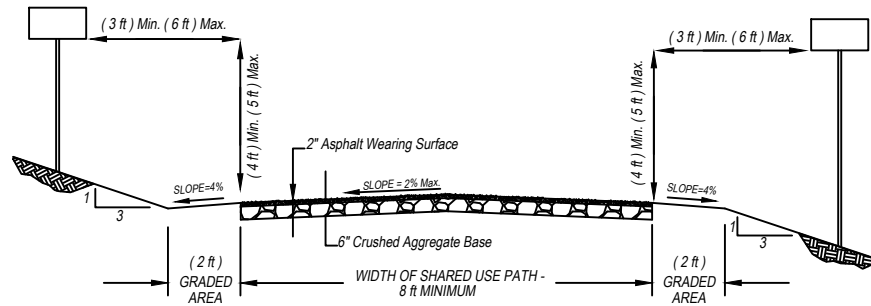 ( 3 ft ) Min. ( 6 ft ) Max.
( 3 ft ) Min. ( 6 ft ) Max.
( 4 ft ) Min. ( 5 ft ) Max.
( 4 ft ) Min. ( 5 ft ) Max.
2" Asphalt Wearing Surface
SLOPE=4%
SLOPE = 2% Max.
SLOPE=4%
1
3
1
3
6" Crushed Aggregate Base
( 2 ft )
GRADED
AREA
WIDTH OF SHARED USE PATH -
8 ft MINIMUM
( 2 ft )
GRADED
AREA